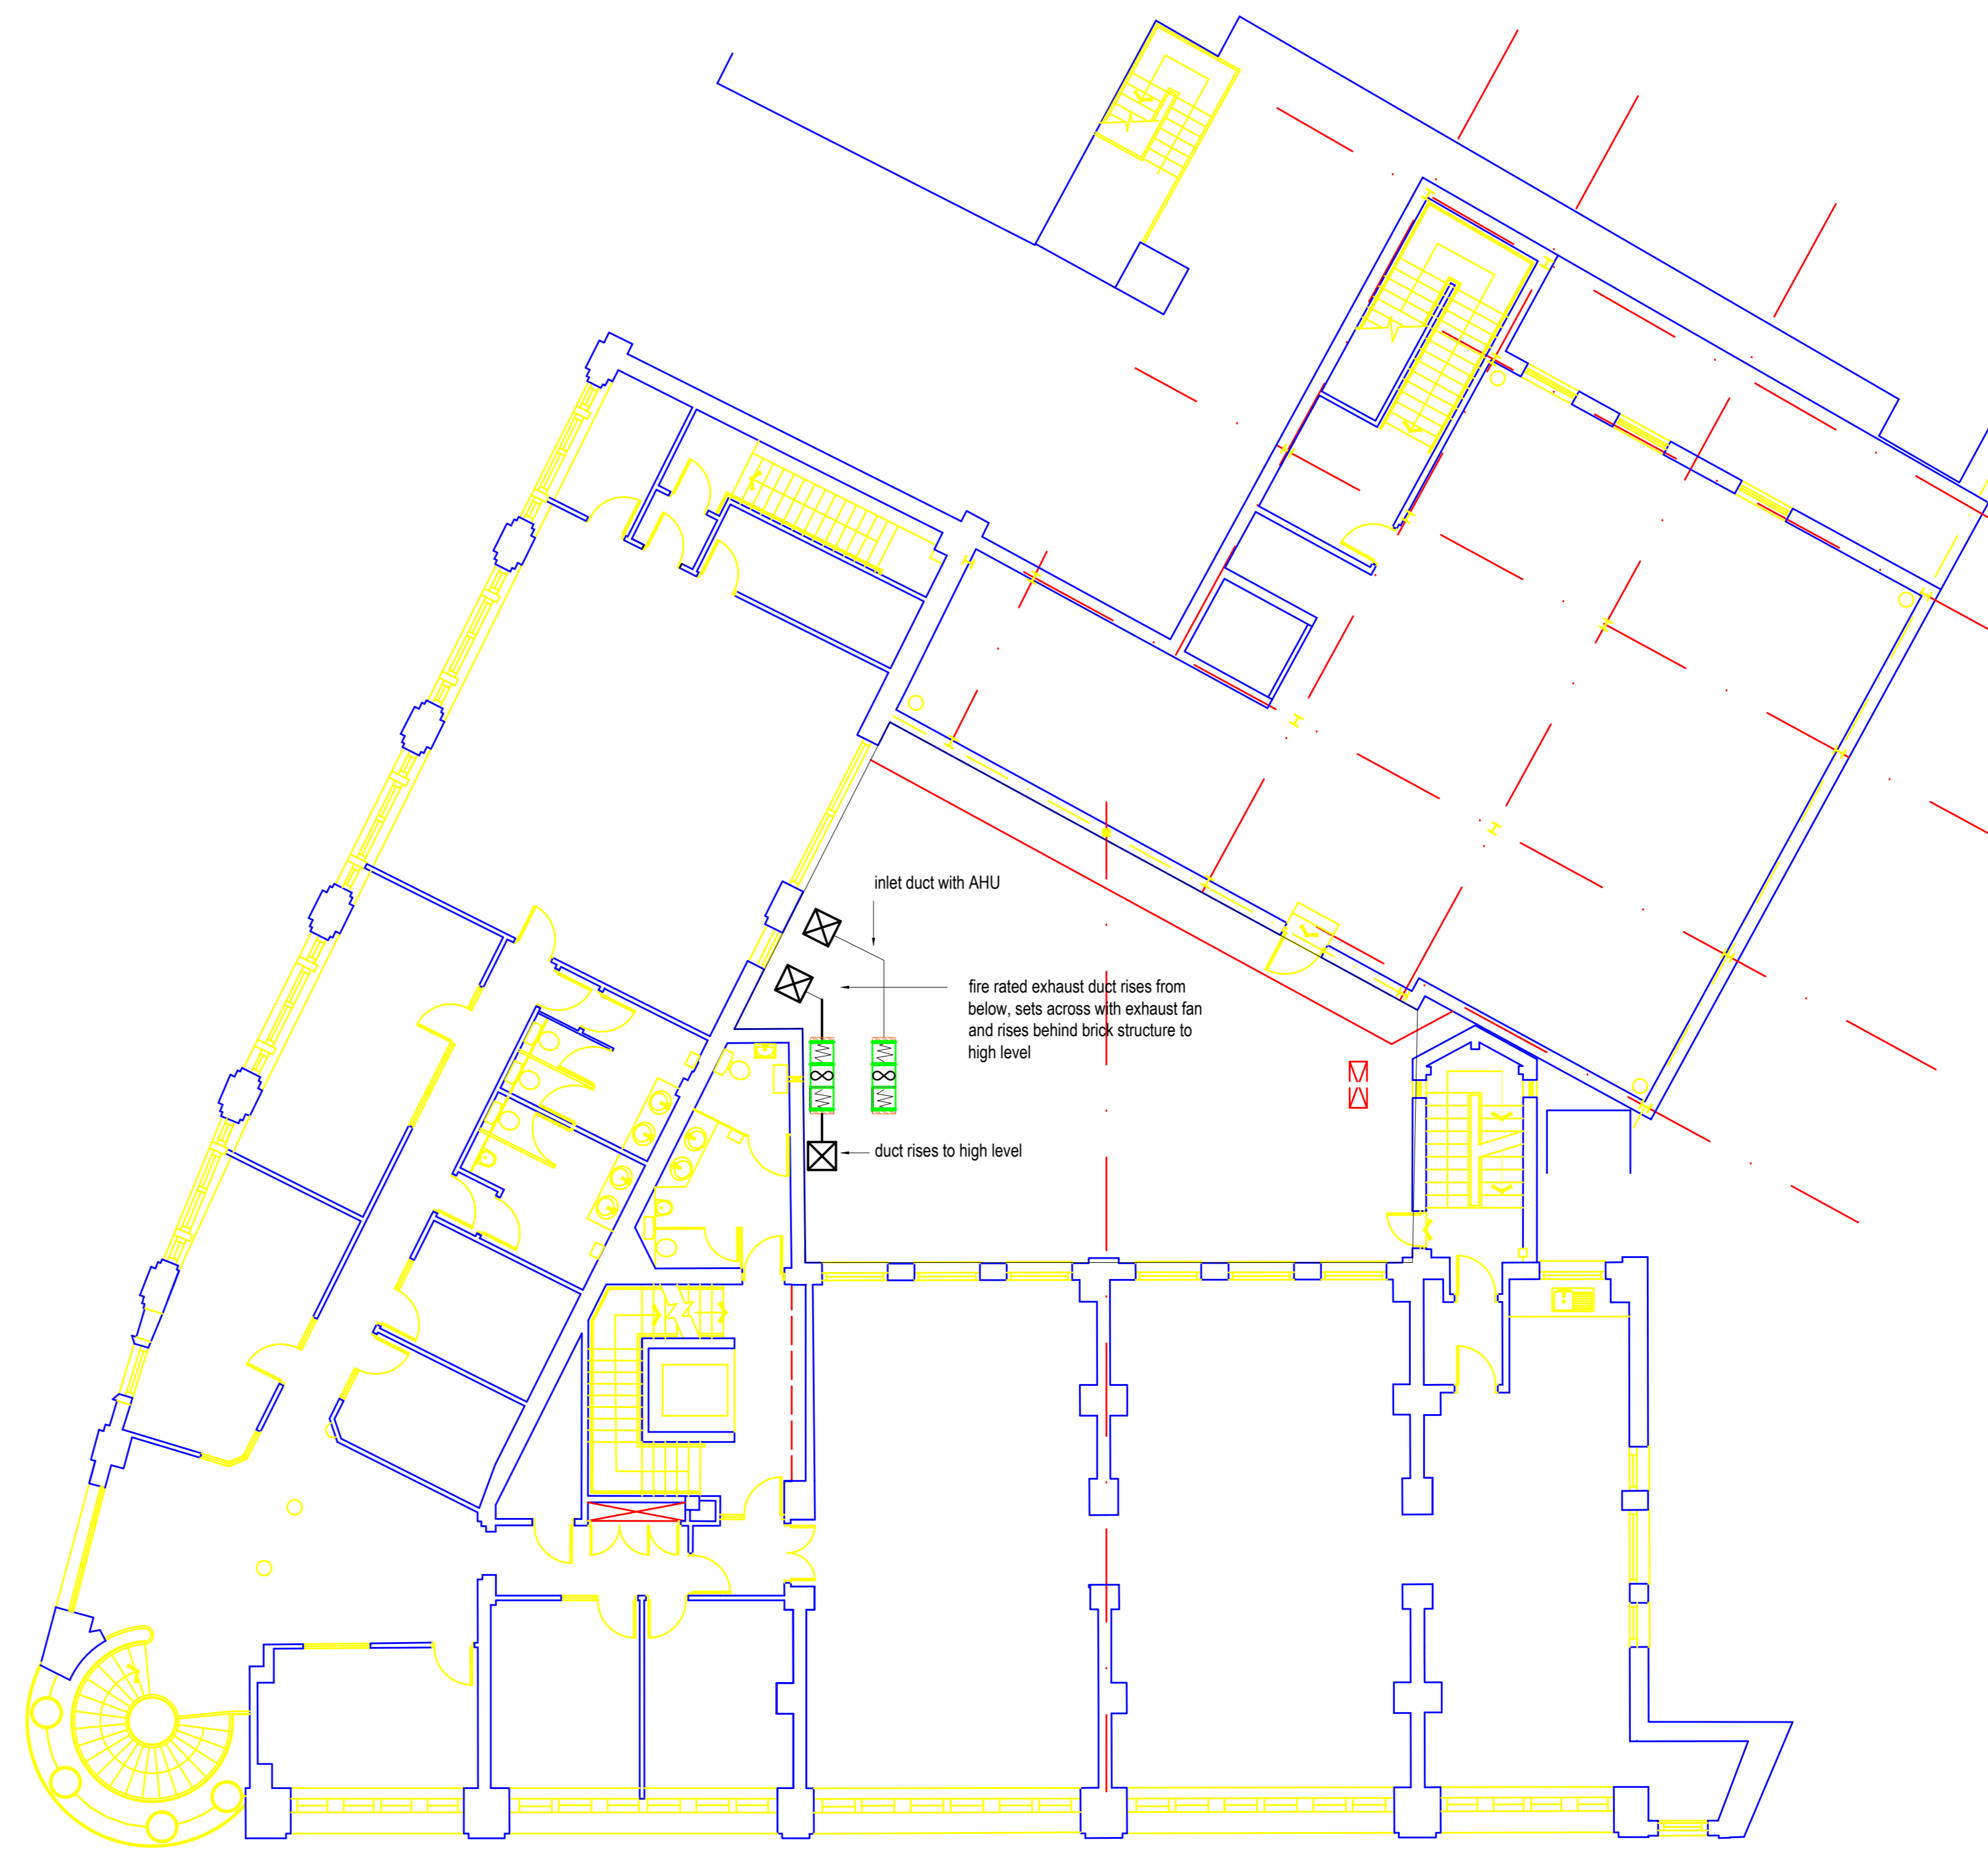 inlet duct with AHU
fire rated exhaust duct rises from
below, sets across with exhaust fan
and rises behind brick structure to
high level
duct rises to high level